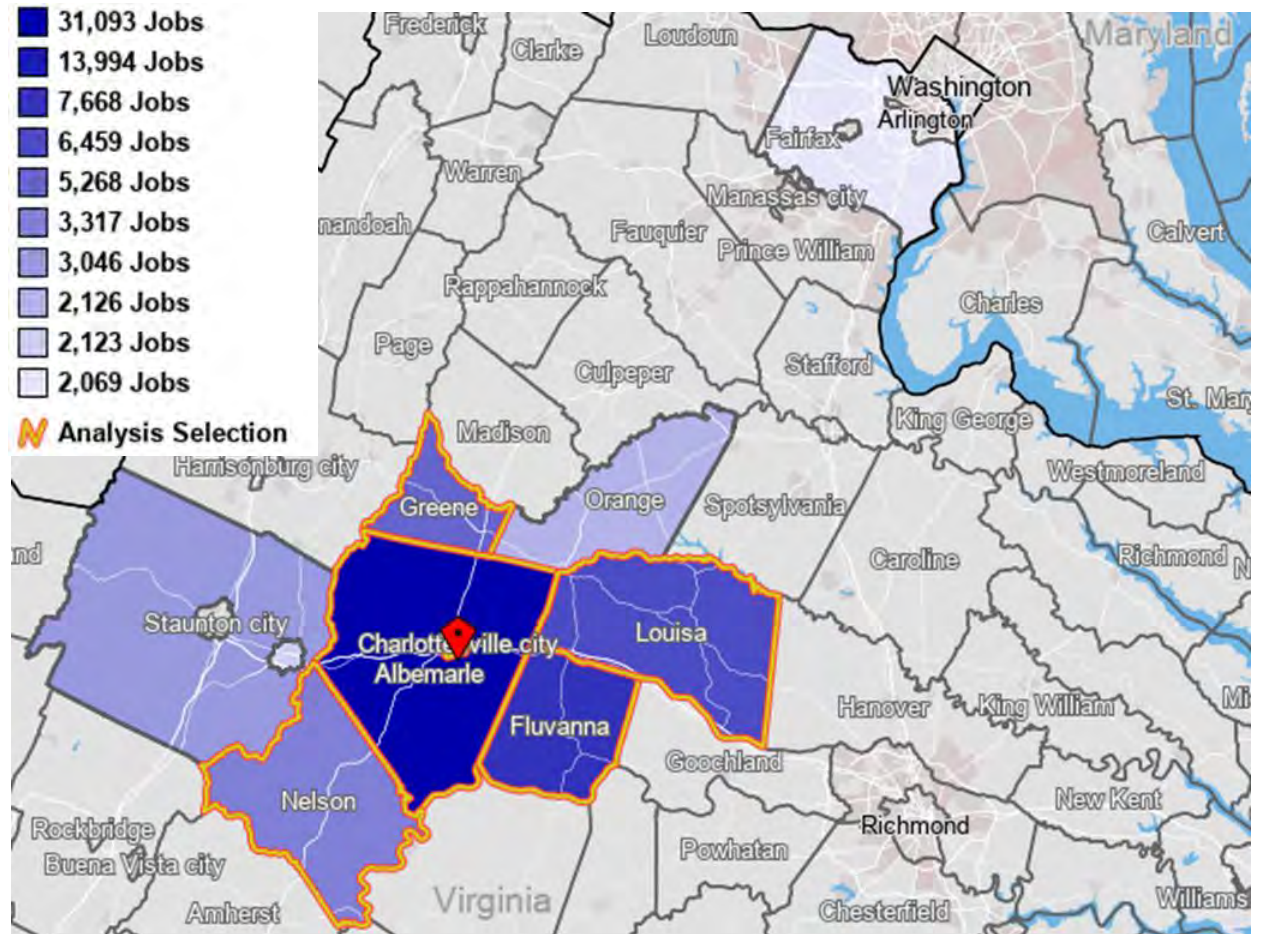 31,093 Jobs
13,994 Jobs
7,668 Jobs
6,459 Jobs
5,268 Jobs
3,317 Jobs
3,046 Jobs
2,126 Jobs
2,123 Jobs
2,069 Jobs
Analysis Selection
Frederick
Clarke
Loudoun
Maryland
Washington
Arlington
Fairfax
Warren
Manassas city
nandoah
Fauquier
Prince William
Calvert
Rappahannock
Charles
Page
Culpeper
Stafford
St. Mary
King George
Madison
Harrisonburg city
Westmoreland
Greene
Orange
Spotsylvania
nd
Caroline
Richmond
N
Staunton city
Charlottesville city
Louisa
Albemarle
Hanover
King William
Mi
Fluvanna
Goochland
Nelson
New Kent
Rockbridge
Richmond
Buena Vista city
Powhatan
Virginia
Amherst
Chesterfield
Williams